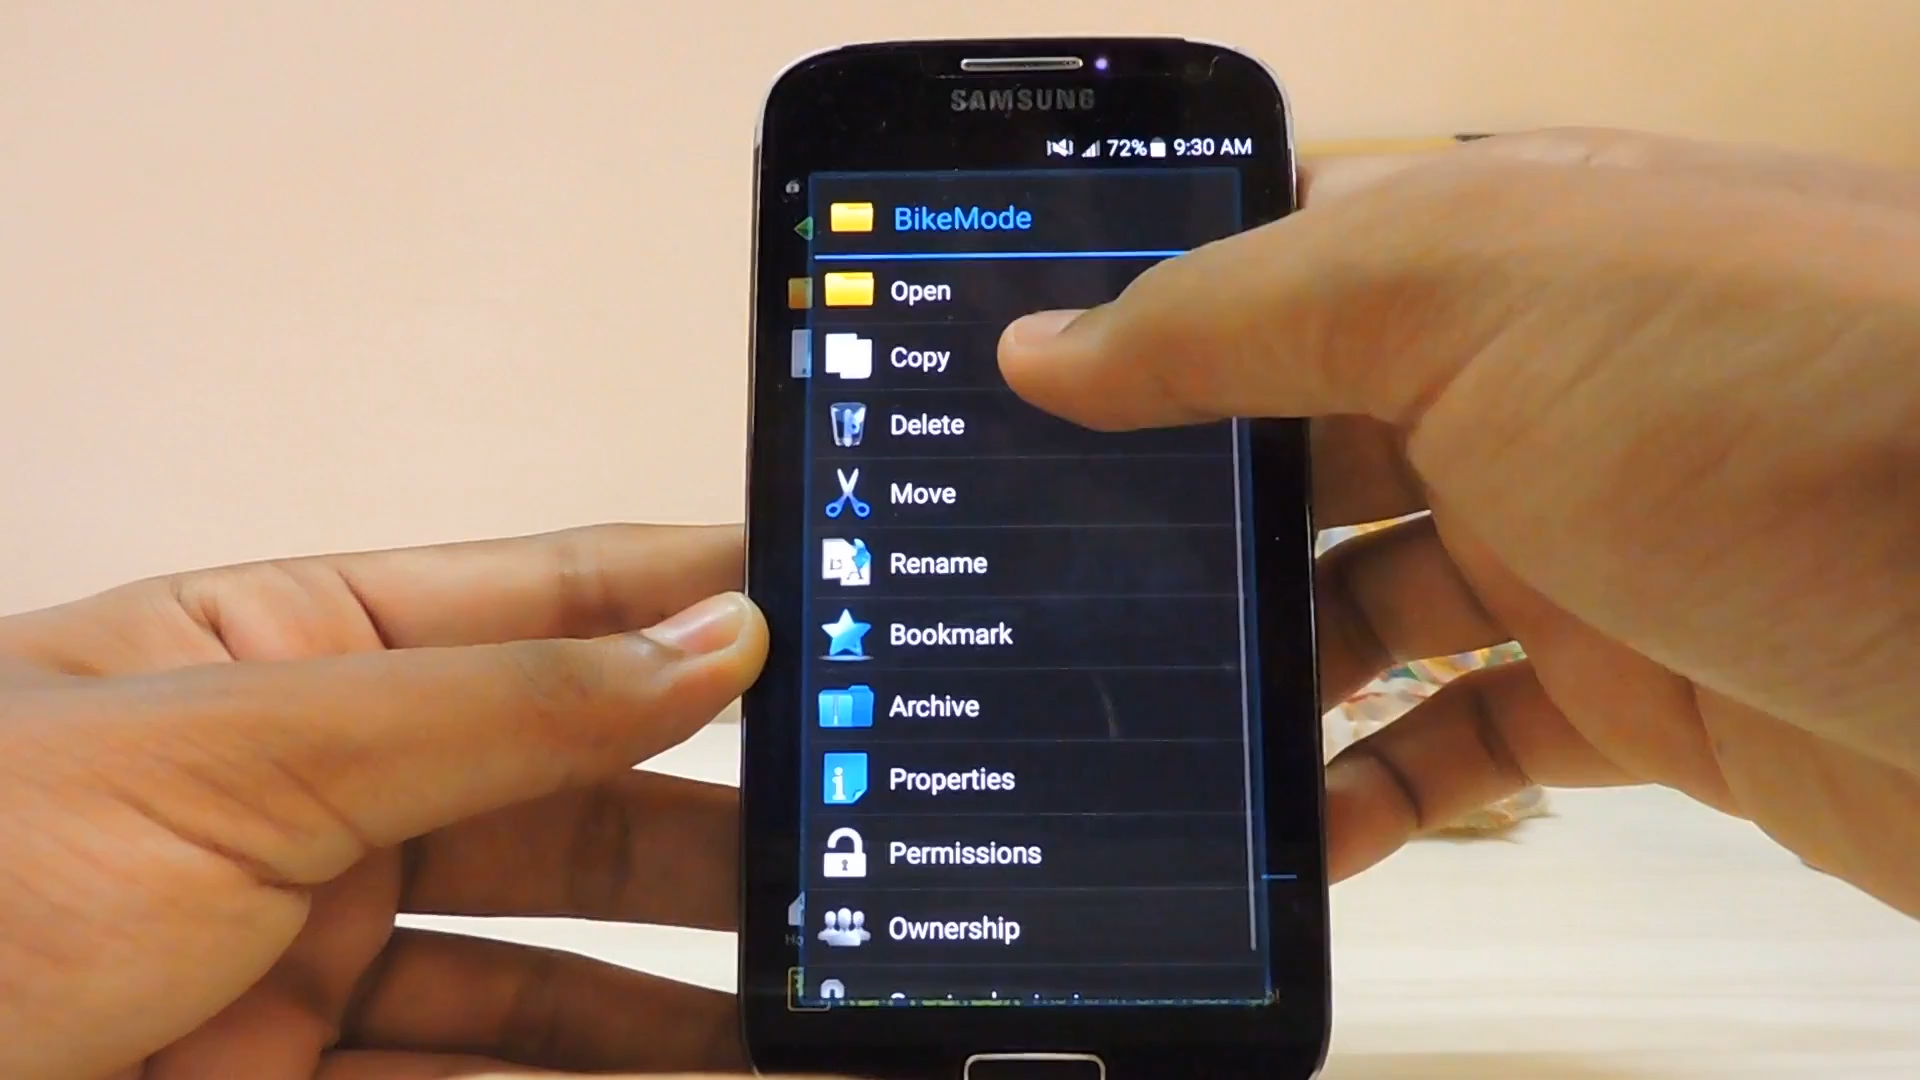 SAMSUNG
72% 9:30 AM
BikeMode
Open
Copy
Delete
Move
Rename
Bookmark
Archive
Properties
Permissions
Ownership